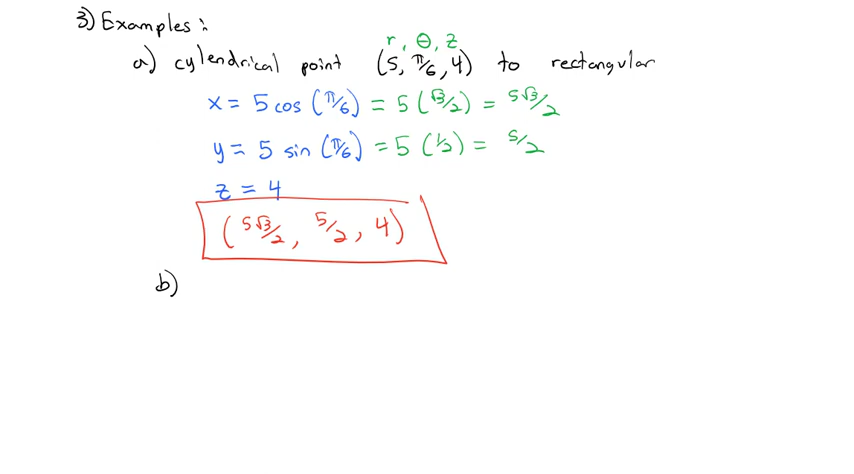 3) Examples:
r, θ, z
a) cylendrical point (5, π/6, 4) to rectangular
x = 5 cos (π/6) = 5 (√3/2) = 5√3/2
y = 5 sin (π/6) = 5 (1/2) = 5/2
z = 4
(5√3/2, 5/2, 4)
b)